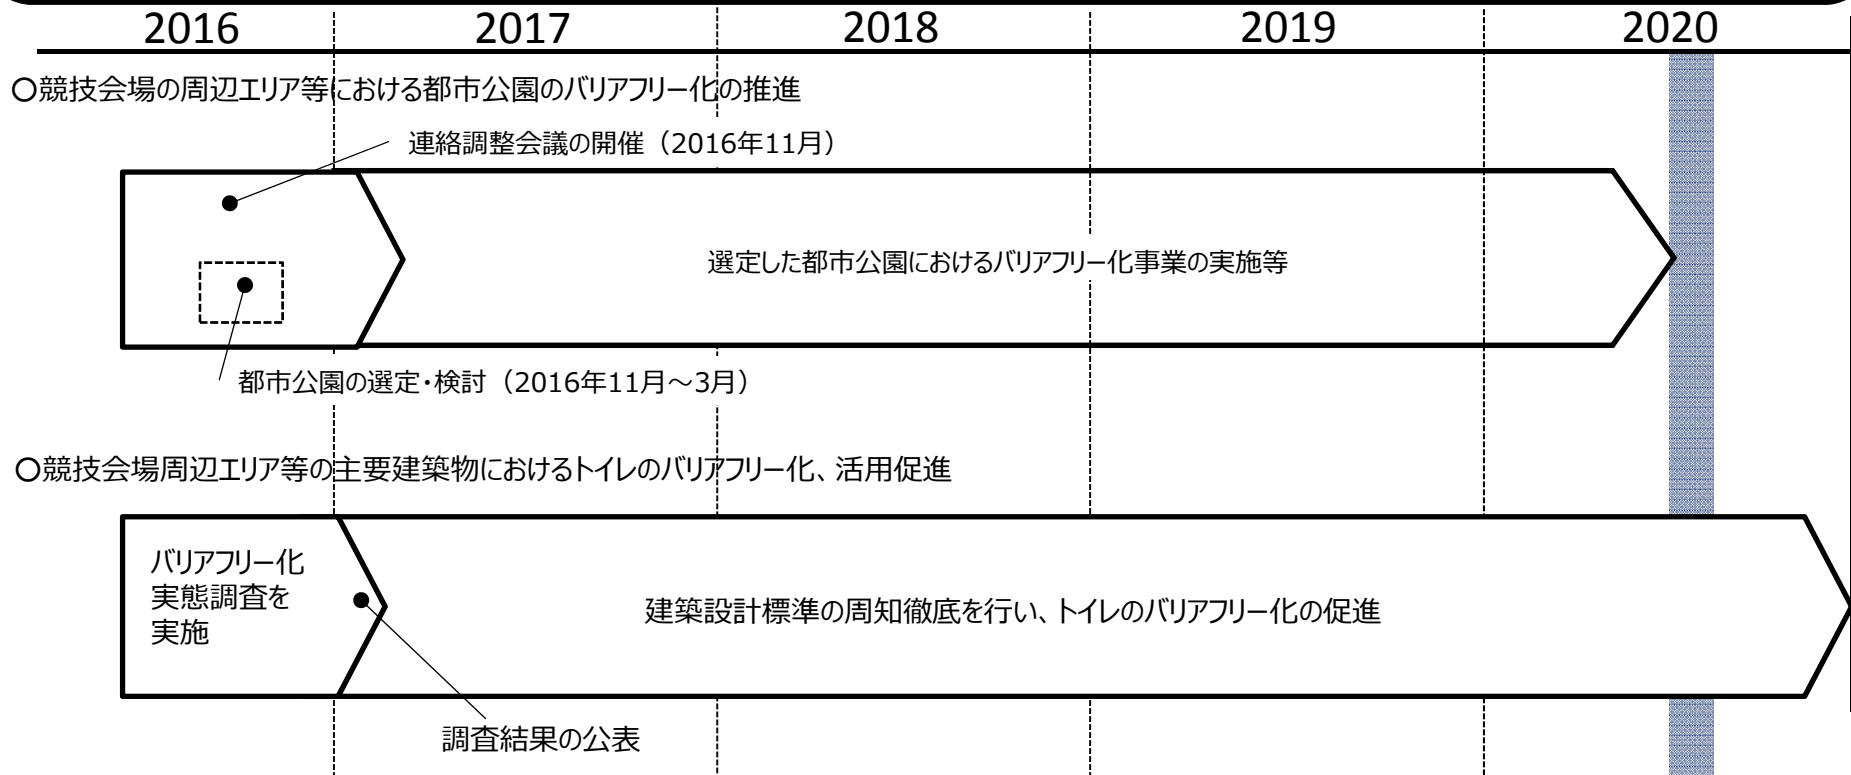 2016 2017 2018 2019 2020
○競技会場の周辺エリア等における都市公園のバリアフリー化の推進
連絡調整会議の開催（2016年11月）
選定した都市公園におけるバリアフリー化事業の実施等
都市公園の選定・検討（2016年11月～3月）
○競技会場周辺エリア等の主要建築物におけるトイレのバリアフリー化、活用促進
バリアフリー化
実態調査を
実施
建築設計標準の周知徹底を行い、トイレのバリアフリー化の促進
調査結果の公表